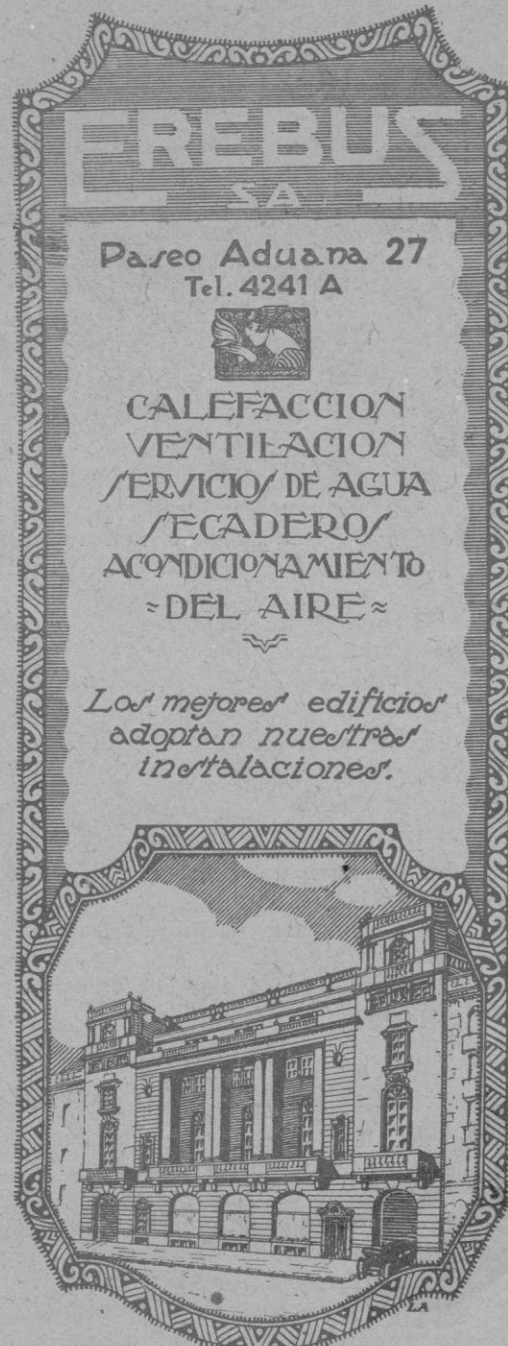 EREBUS
SA
Paseo Aduana 27
Tel. 4241 A
CALEFACCION
VENTILACION
SERVICIOS DE AGUA
SECADEROS
ACONDICIONAMIENTO
≈DEL AIRE≈
Los mejores edificios
adoptan nuestras
instalaciones.
LA